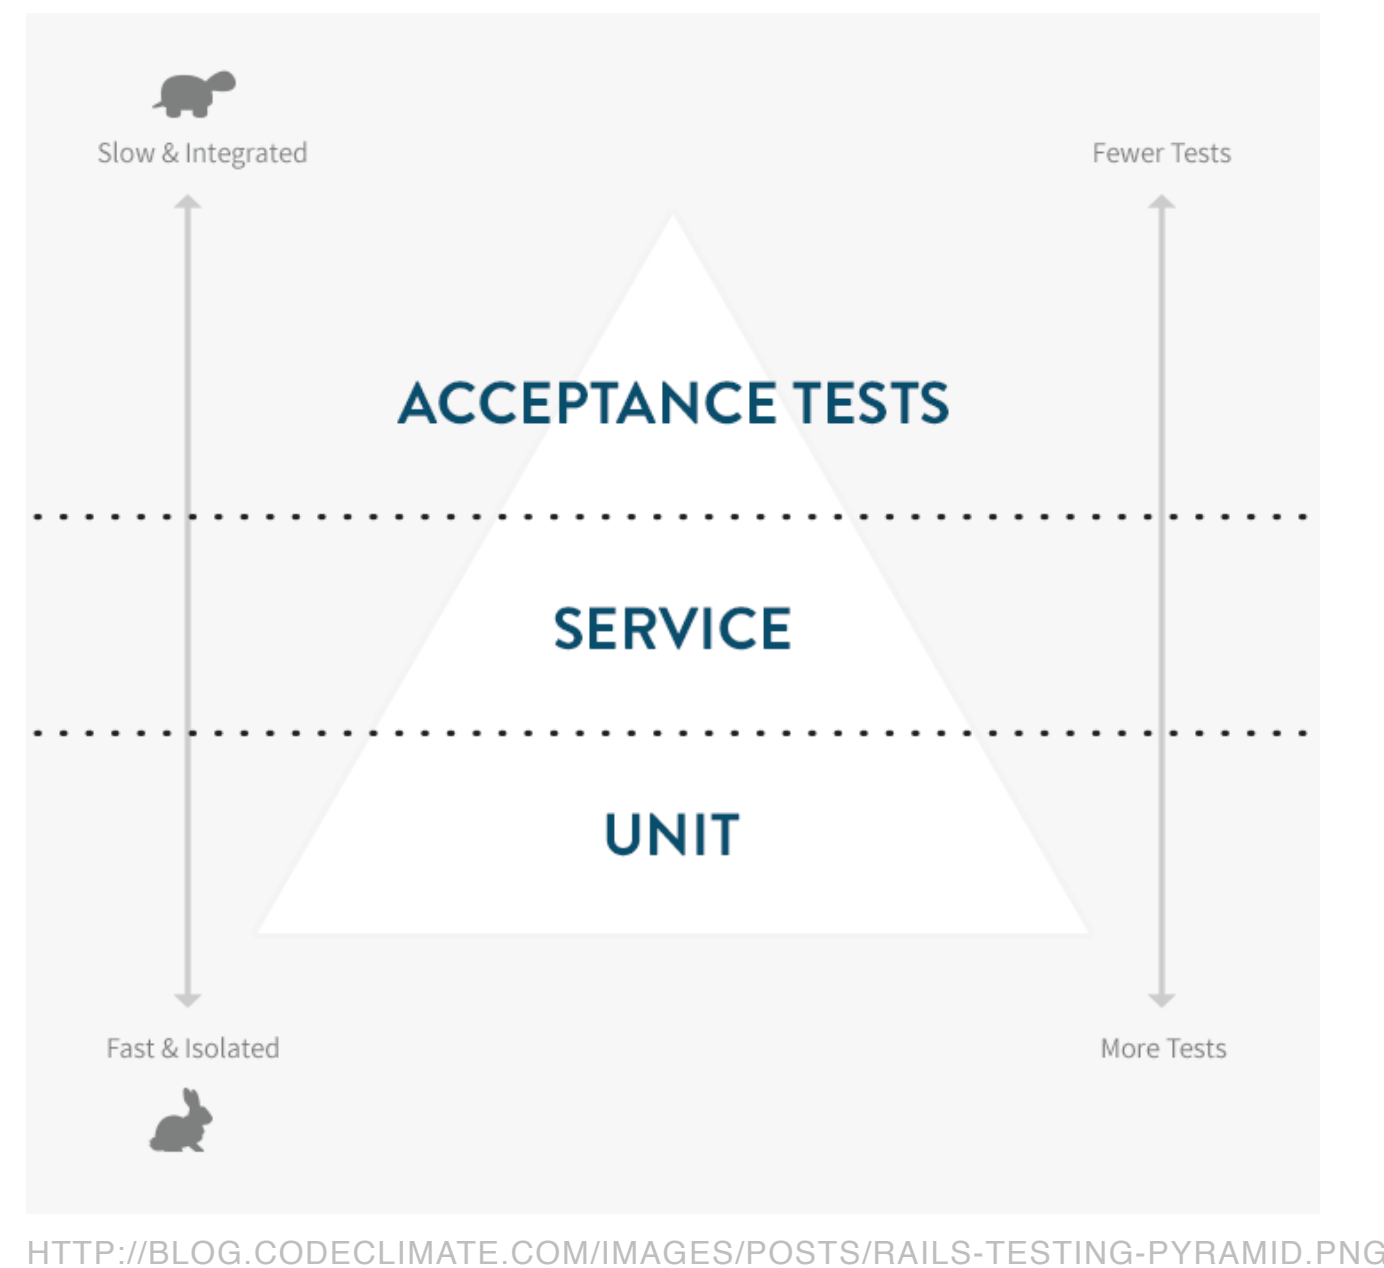 Slow & Integrated
Fewer Tests
ACCEPTANCE TESTS
SERVICE
UNIT
Fast & Isolated
More Tests
HTTP://BLOG.CODECLIMATE.COM/IMAGES/POSTS/RAILS-TESTING-PYRAMID.PNG